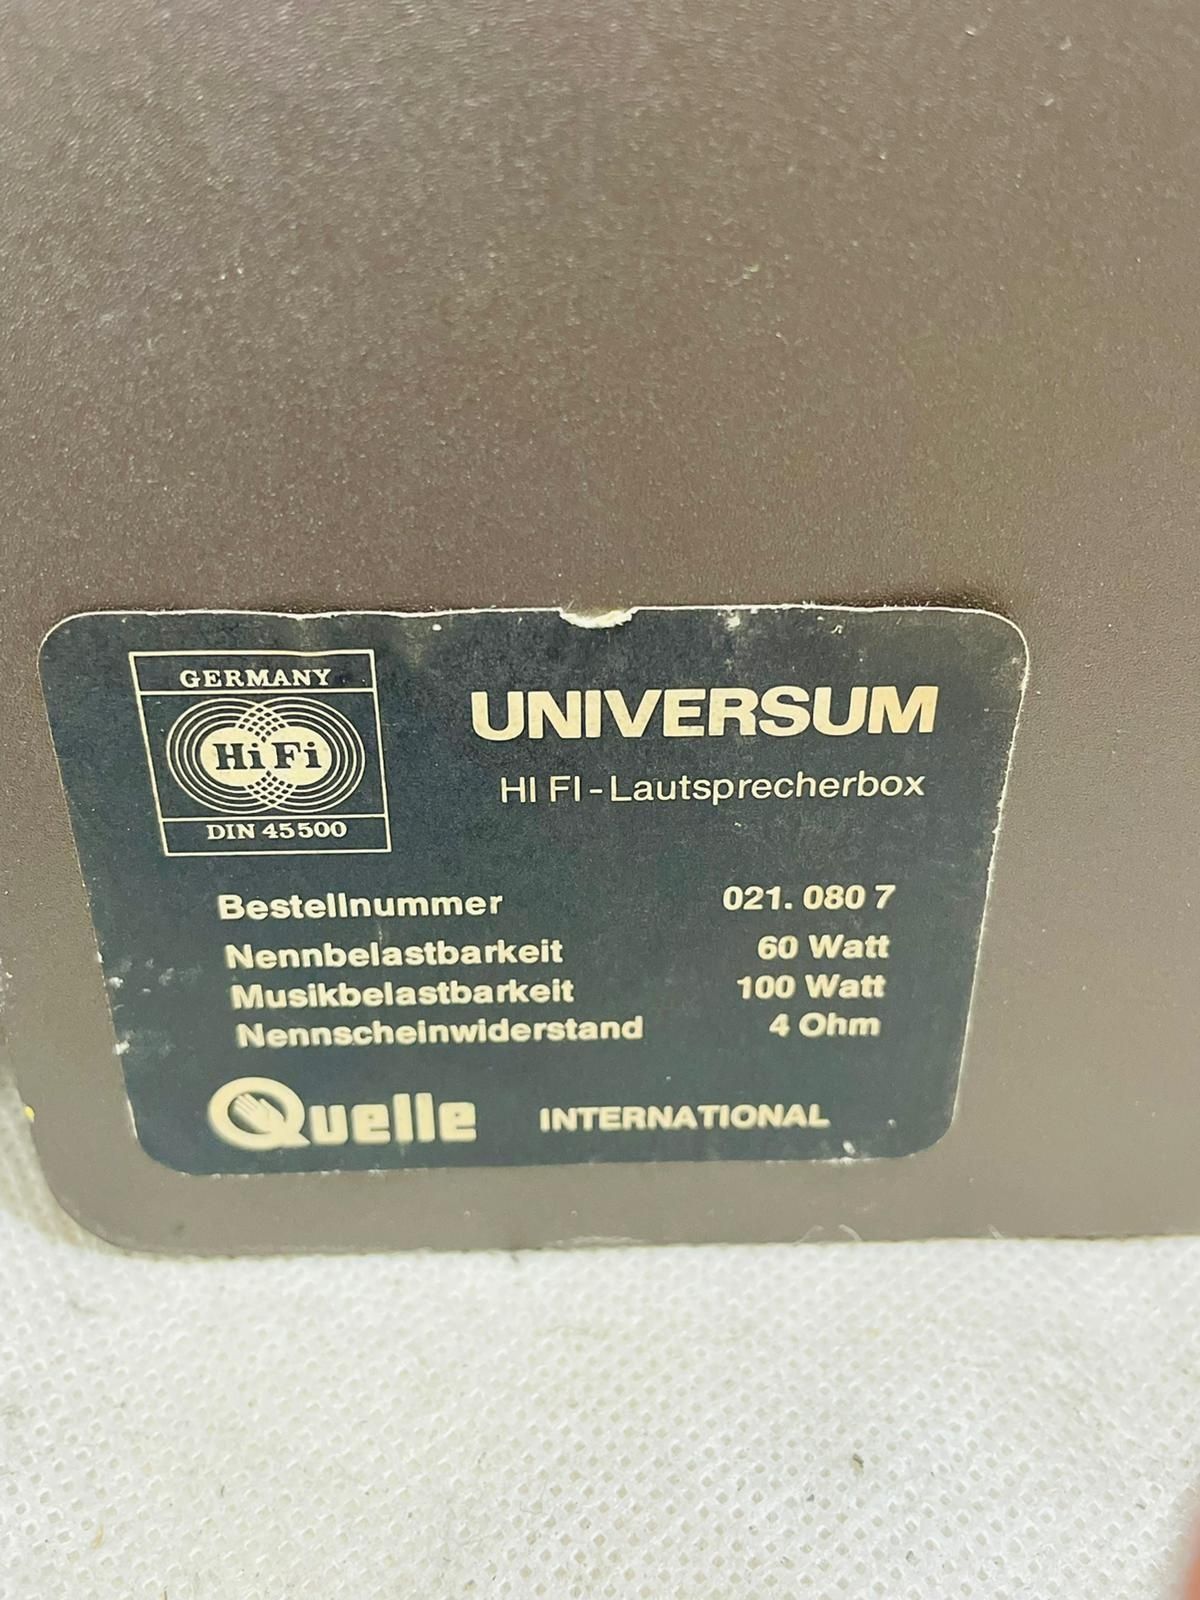 GERMANY
HiFi
DIN 45500
UNIVERSUM
HI FI-Lautsprecherbox
Bestellnummer 021. 080 7
Nennbelastbarkeit 60 Watt
Musikbelastbarkeit 100 Watt
Nennscheinwiderstand 4 Ohm
Quelle INTERNATIONAL